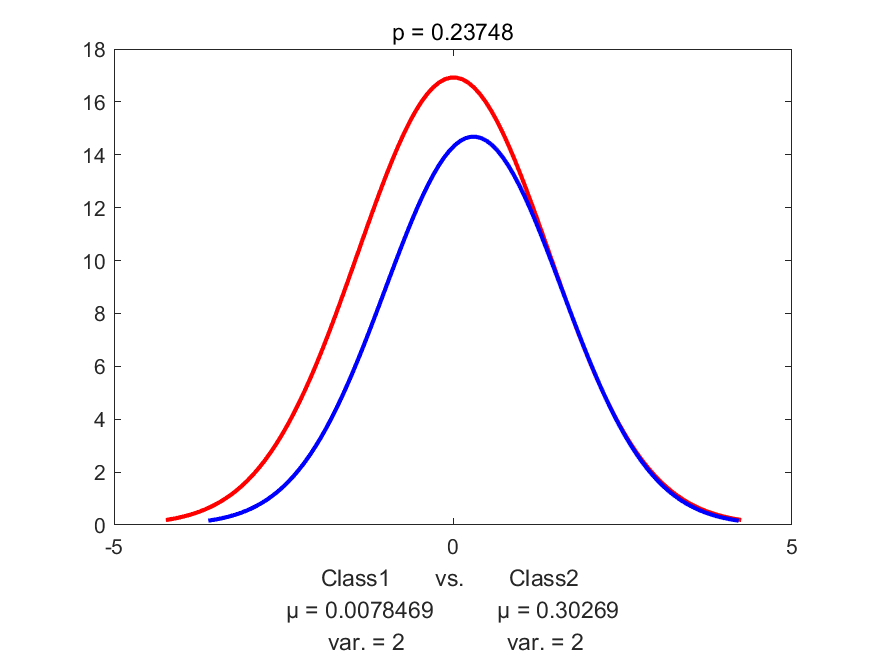 p = 0.23748
18
16
14
12
10
8
6
4
2
0
-5 0 5
Class1 vs. Class2
μ = 0.0078469 μ = 0.30269
var. = 2 var. = 2